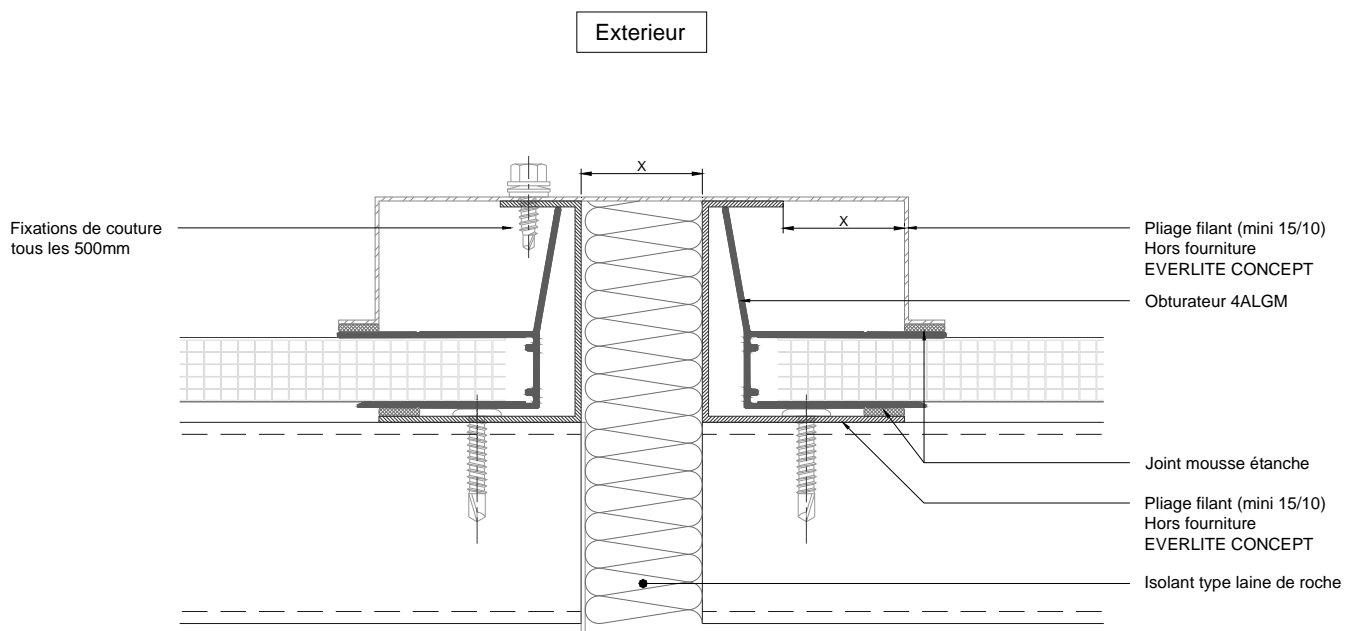 Exterieur
X
Fixations de couture
tous les 500mm
X
Pliage filant (mini 15/10)
Hors fourniture
EVERLITE CONCEPT
Obturateur 4ALGM
Joint mousse étanche
Pliage filant (mini 15/10)
Hors fourniture
EVERLITE CONCEPT
Isolant type laine de roche